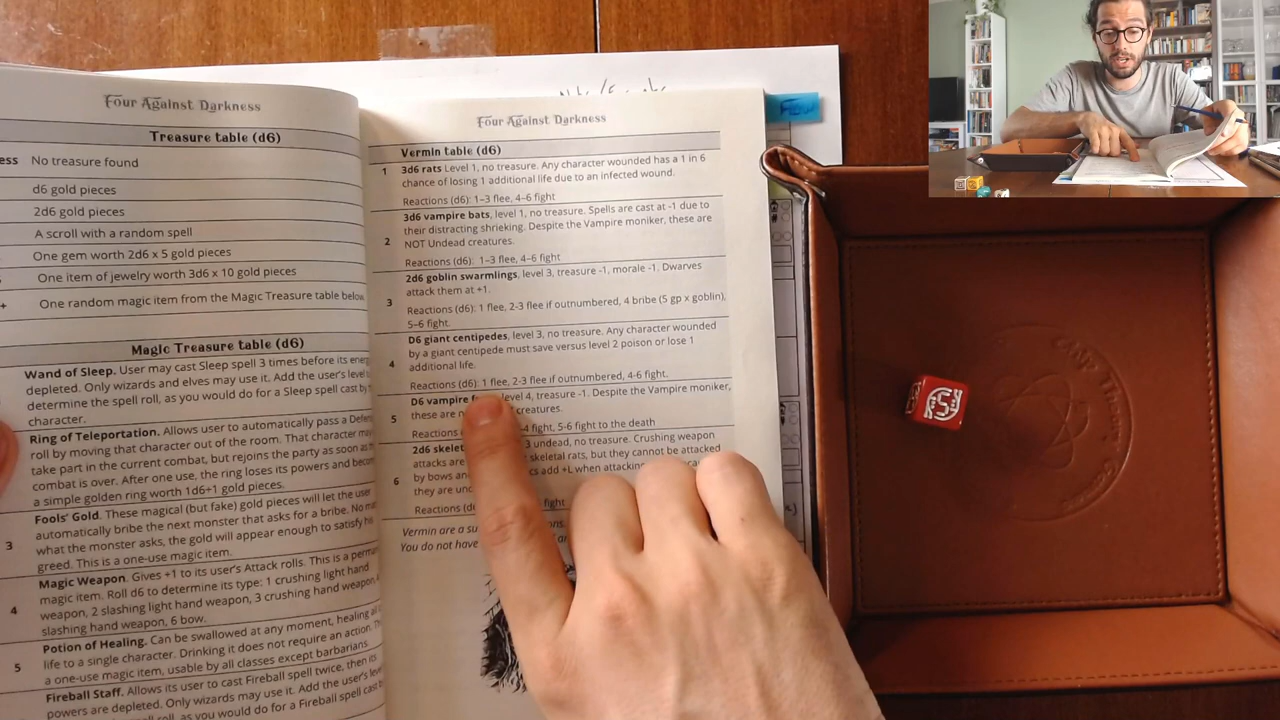 Four Against Darkness
Treasure table (d6)
No treasure found
d6 gold pieces
2d6 gold pieces
A scroll with a random spell
One gem worth 2d6 x 5 gold pieces
One item of jewelry worth 3d6 x 10 gold pieces
One random magic item from the Magic Treasure table below
Magic Treasure table (d6)
Wand of Sleep. User may cast Sleep spell 3 times before its
depleted. Only wizards and elves may use it. Add the user's level
determine the spell roll, as you would do for a Sleep spell cast
character.
Ring of Teleportation. Allows user to automatically pass a
roll by moving that character out of the room. That character
take part in the current combat, but rejoins the party as soon as
combat is over. After one use, the ring loses its powers and
a simple golden ring worth 1d6+1 gold pieces.
Fools' Gold. These magical (but fake) gold pieces will let the user
3 automatically bribe the next monster that asks for a bribe. No
what the monster asks, the gold will appear enough to satisfy
greed. This is a one-use magic item.
Magic Weapon. Gives +1 to its user's Attack rolls. This is a
4 magic item. Roll d6 to determine its type: 1 crushing light hand
weapon, 2 slashing light hand weapon, 3 crushing hand weapon,
slashing hand weapon, 6 bow.
Potion of Healing. Can be swallowed at any moment, healing
5 life to a single character. Drinking it does not require an action.
a one-use magic item, usable by all classes except barbarians.
Fireball Staff. Allows its user to cast Fireball spell twice, then its
powers are depleted. Only wizards may use it. Add the user's
roll, as you would do for a Fireball spell cast
Four Against Darkness
Vermin table (d6)
1 3d6 rats Level 1, no treasure. Any character wounded has a 1 in 6
chance of losing 1 additional life due to an infected wound.
Reactions (d6): 1–3 flee, 4–6 fight
3d6 vampire bats, level 1, no treasure. Spells are cast at -1 due to
their distracting shrieking. Despite the Vampire moniker, these are
2 NOT Undead creatures.
Reactions (d6): 1–3 flee, 4–6 fight
2d6 goblin swarmlings, level 3, treasure -1, morale -1. Dwarves
attack them at +1.
3 Reactions (d6): 1 flee, 2-3 flee if outnumbered, 4 bribe (5 gp x goblin),
5–6 fight.
D6 giant centipedes, level 3, no treasure. Any character wounded
by a giant centipede must save versus level 2 poison or lose 1
4 additional life.
Reactions (d6): 1 flee, 2-3 flee if outnumbered, 4-6 fight.
D6 vampire level 4, treasure -1. Despite the Vampire moniker,
5 these are creatures.
Reactions fight, 5-6 fight to the death
2d6 3 undead, no treasure. Crushing weapon
attacks are skeletal rats, but they cannot be attacked
6 by bows add +L when attacking
they are
Reactions fight
Vermin are a
You do not have
5